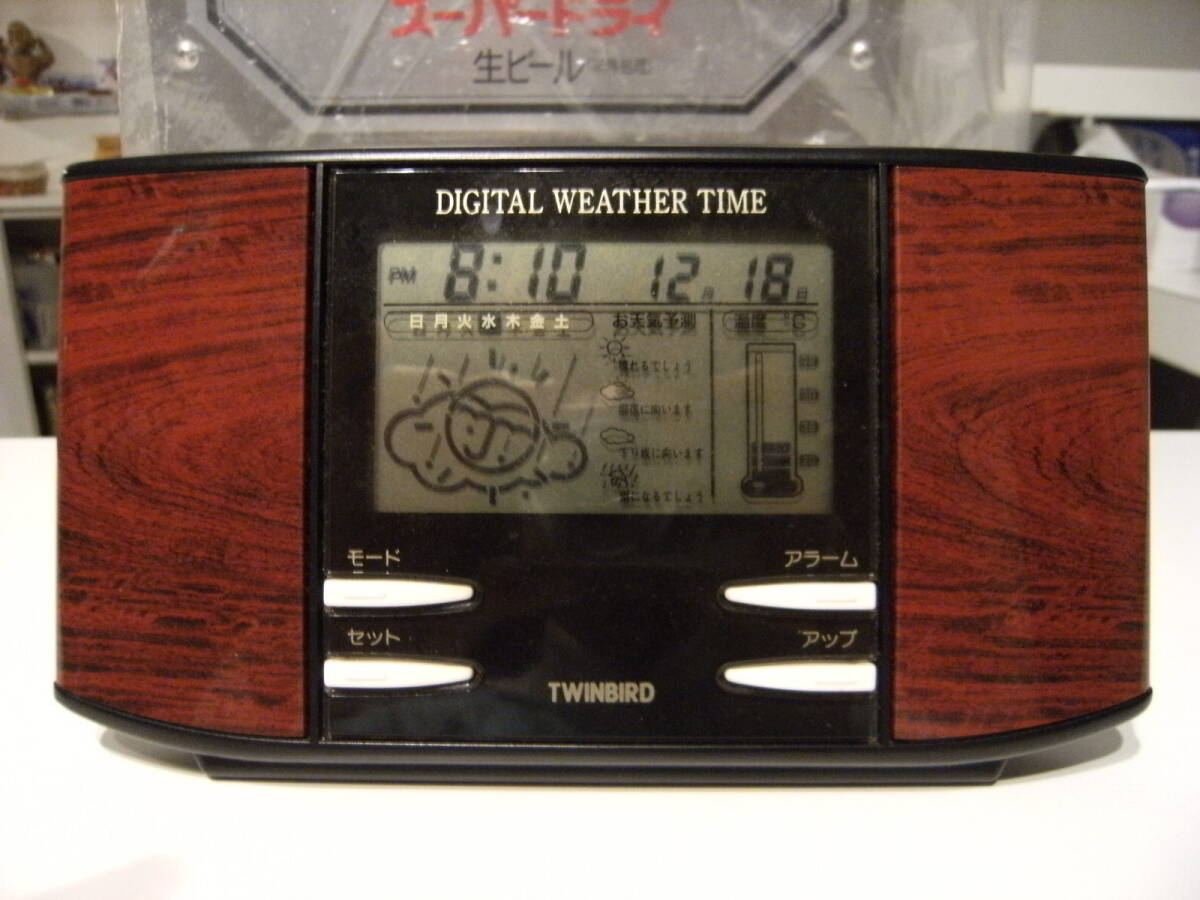 スーパードライ
生ビール
DIGITAL WEATHER TIME
PM 8:10 12月 18日
日月火水木金土 お天気予測 温度 ℃
晴れるでしょう
回復に向います
下り坂に向います
雨になるでしょう
モード アラーム
セット アップ
TWINBIRD